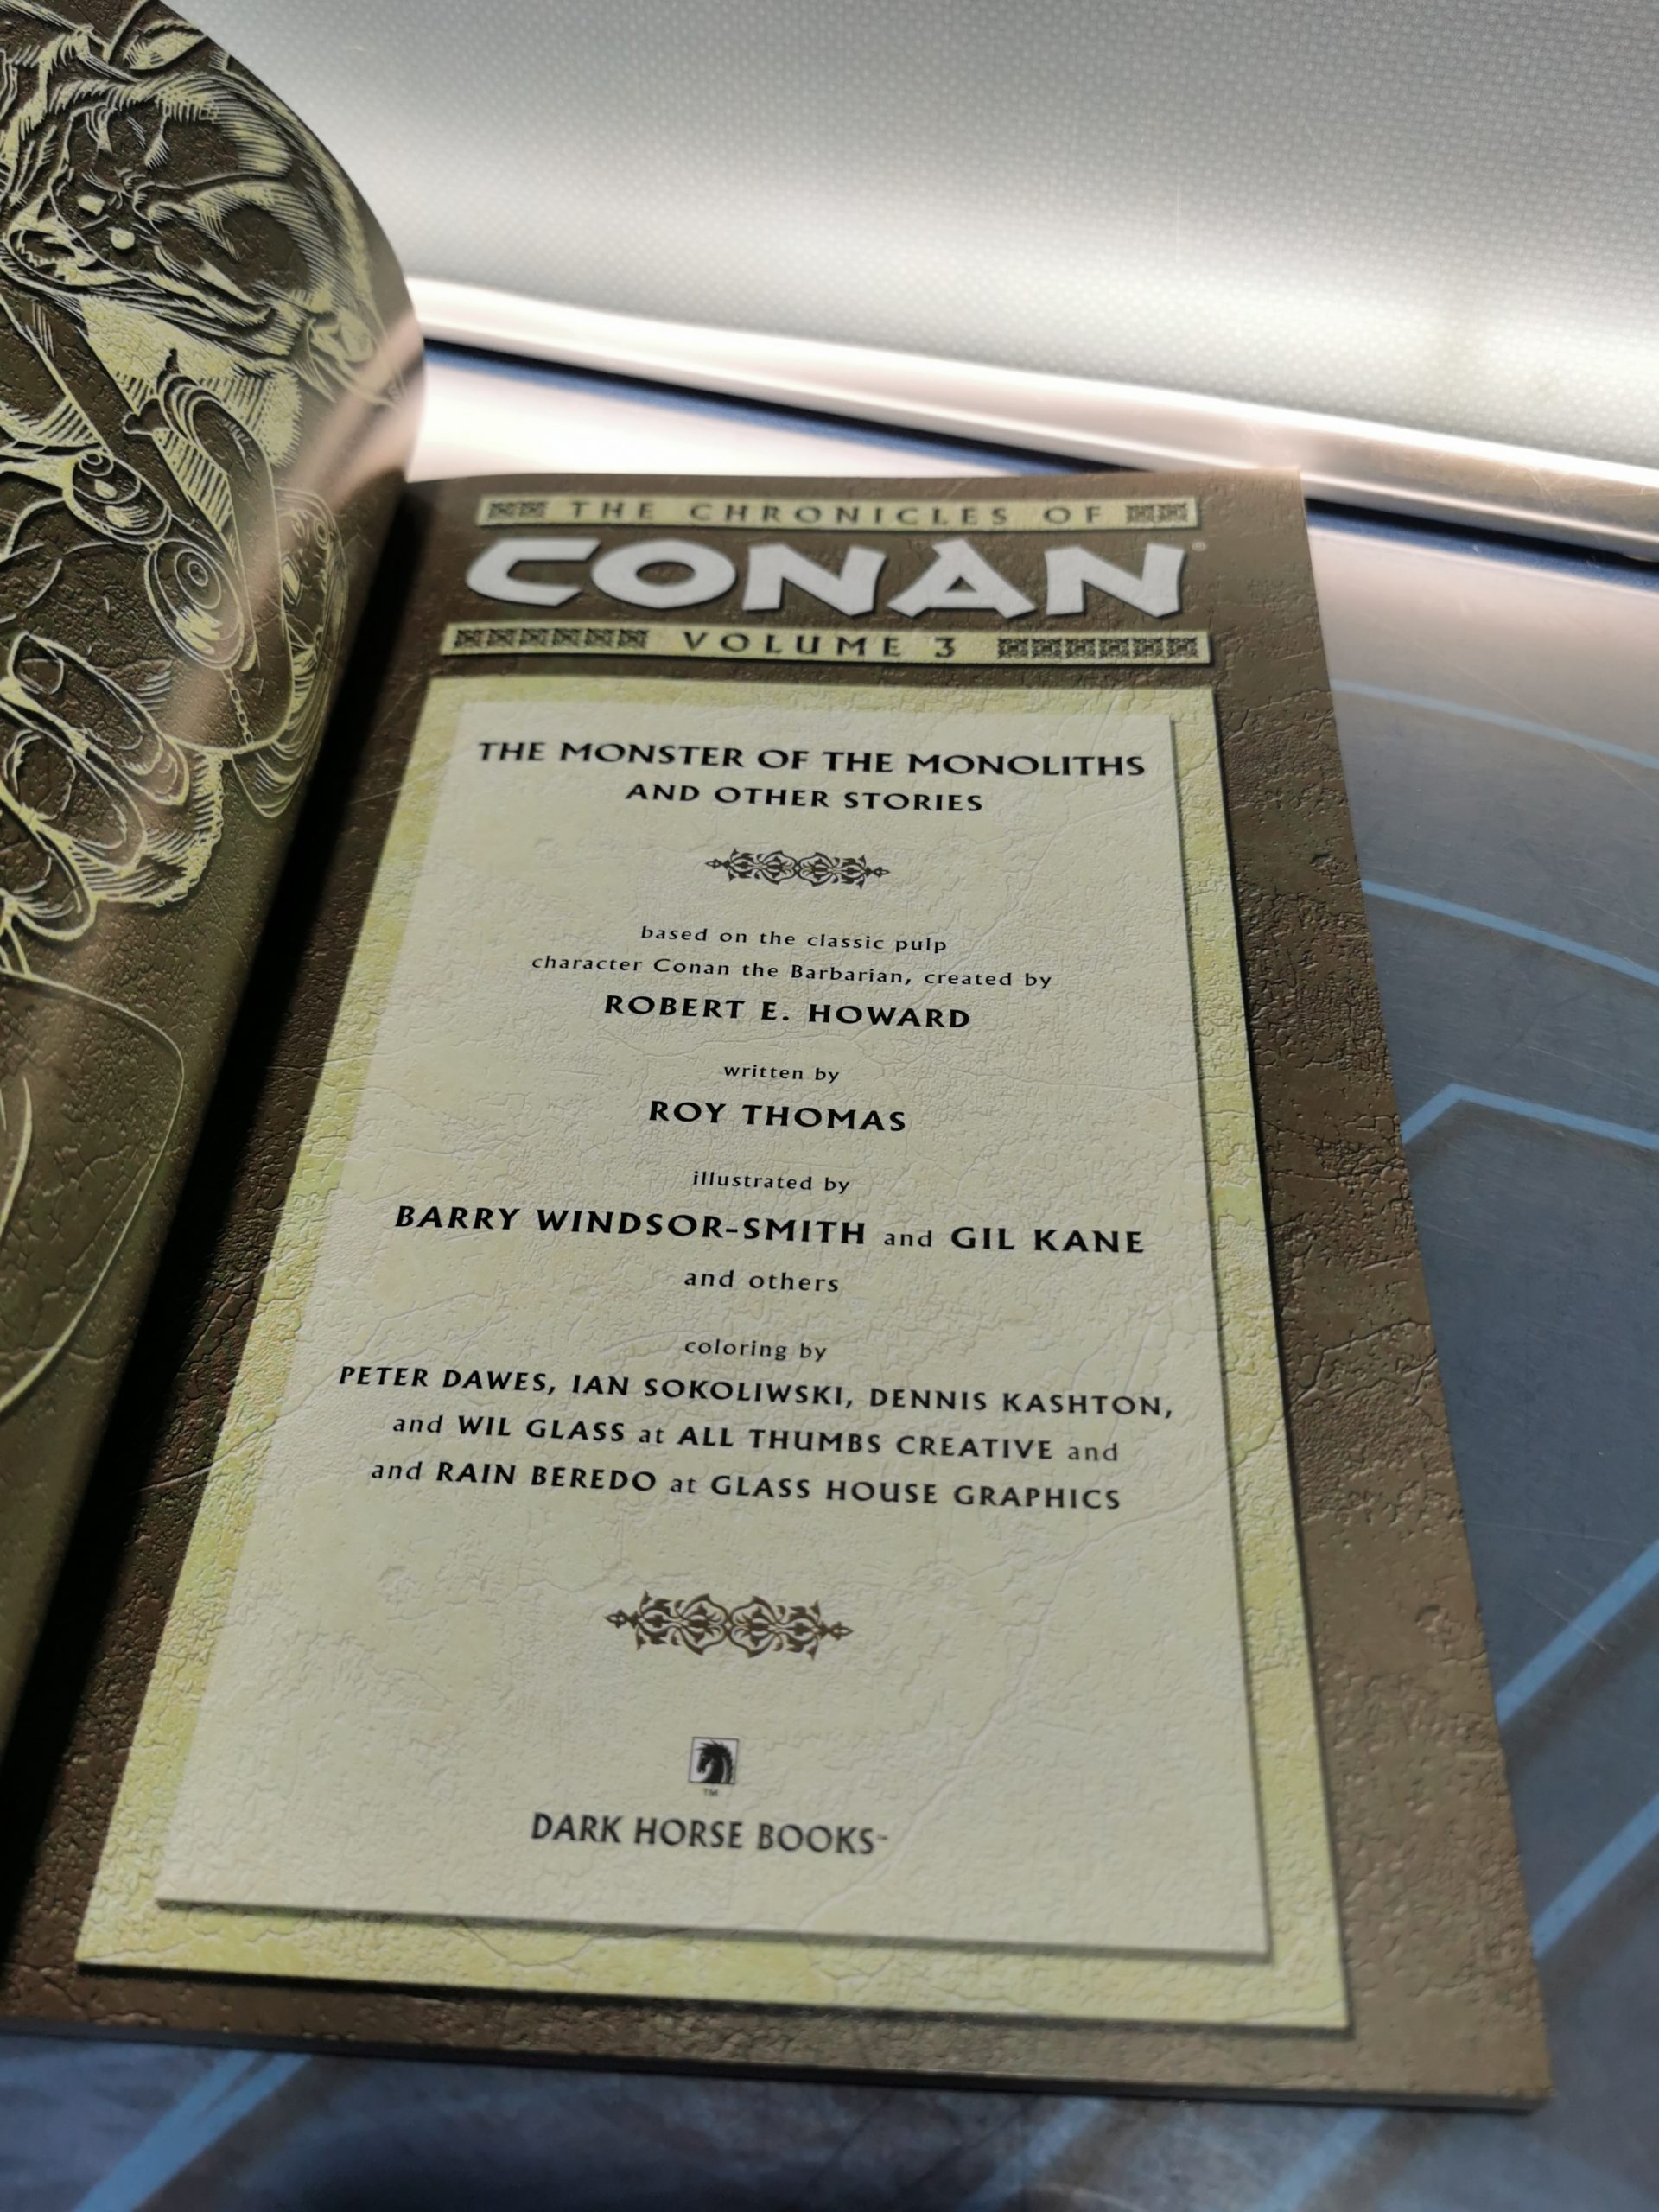 THE CHRONICLES OF
CONAN®
VOLUME 3
THE MONSTER OF THE MONOLITHS
AND OTHER STORIES
based on the classic pulp
character Conan the Barbarian, created by
ROBERT E. HOWARD
written by
ROY THOMAS
illustrated by
BARRY WINDSOR-SMITH and GIL KANE
and others
coloring by
PETER DAWES, IAN SOKOLIWSKI, DENNIS KASHTON,
and WIL GLASS at ALL THUMBS CREATIVE and
and RAIN BEREDO at GLASS HOUSE GRAPHICS
TM
DARK HORSE BOOKS™